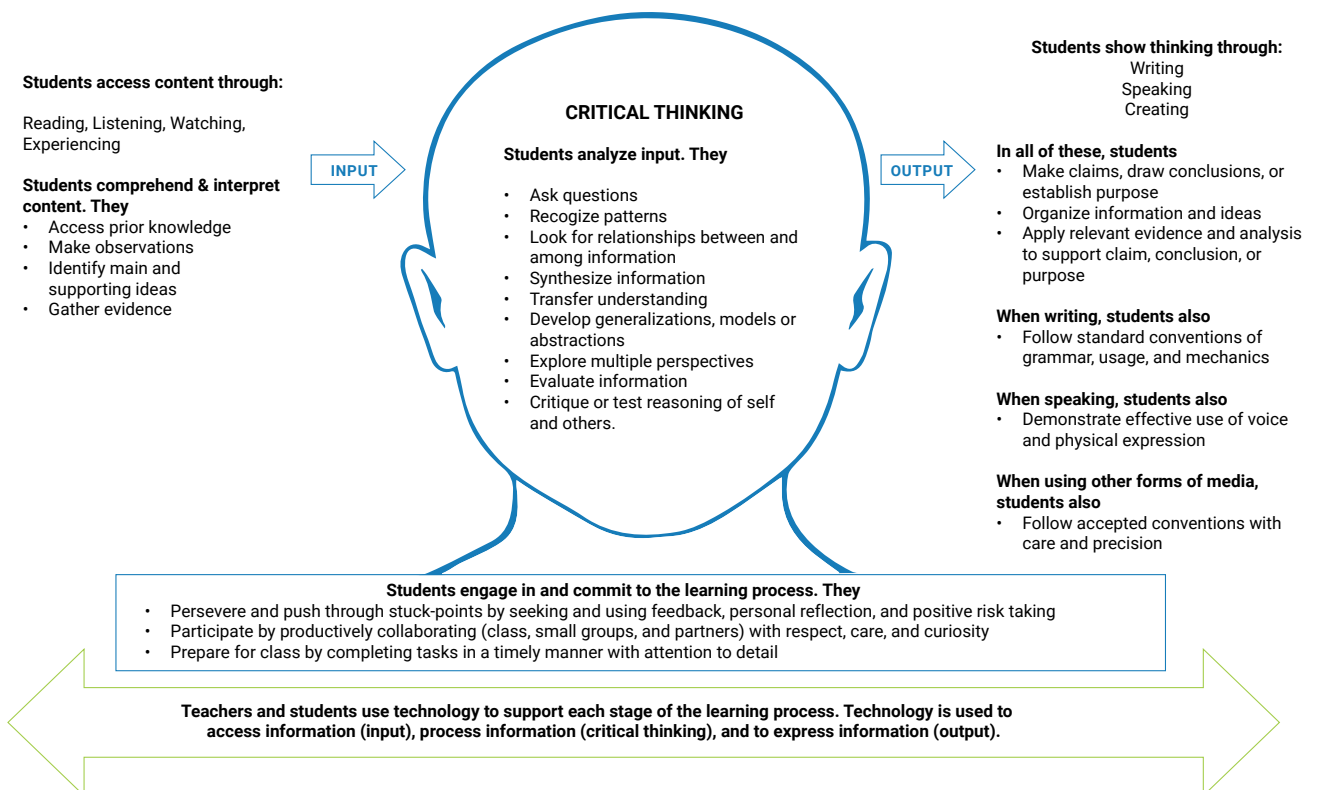 Students access content through:
Reading, Listening, Watching,
Experiencing
Students comprehend & interpret
content. They
• Access prior knowledge
• Make observations
• Identify main and
supporting ideas
• Gather evidence
INPUT
CRITICAL THINKING
Students analyze input. They
• Ask questions
• Recogize patterns
• Look for relationships between and
among information
• Synthesize information
• Transfer understanding
• Develop generalizations, models or
abstractions
• Explore multiple perspectives
• Evaluate information
• Critique or test reasoning of self
and others.
OUTPUT
Students show thinking through:
Writing
Speaking
Creating
In all of these, students
• Make claims, draw conclusions, or
establish purpose
• Organize information and ideas
• Apply relevant evidence and analysis
to support claim, conclusion, or
purpose
When writing, students also
• Follow standard conventions of
grammar, usage, and mechanics
When speaking, students also
• Demonstrate effective use of voice
and physical expression
When using other forms of media,
students also
• Follow accepted conventions with
care and precision
Students engage in and commit to the learning process. They
• Persevere and push through stuck-points by seeking and using feedback, personal reflection, and positive risk taking
• Participate by productively collaborating (class, small groups, and partners) with respect, care, and curiosity
• Prepare for class by completing tasks in a timely manner with attention to detail
Teachers and students use technology to support each stage of the learning process. Technology is used to
access information (input), process information (critical thinking), and to express information (output).